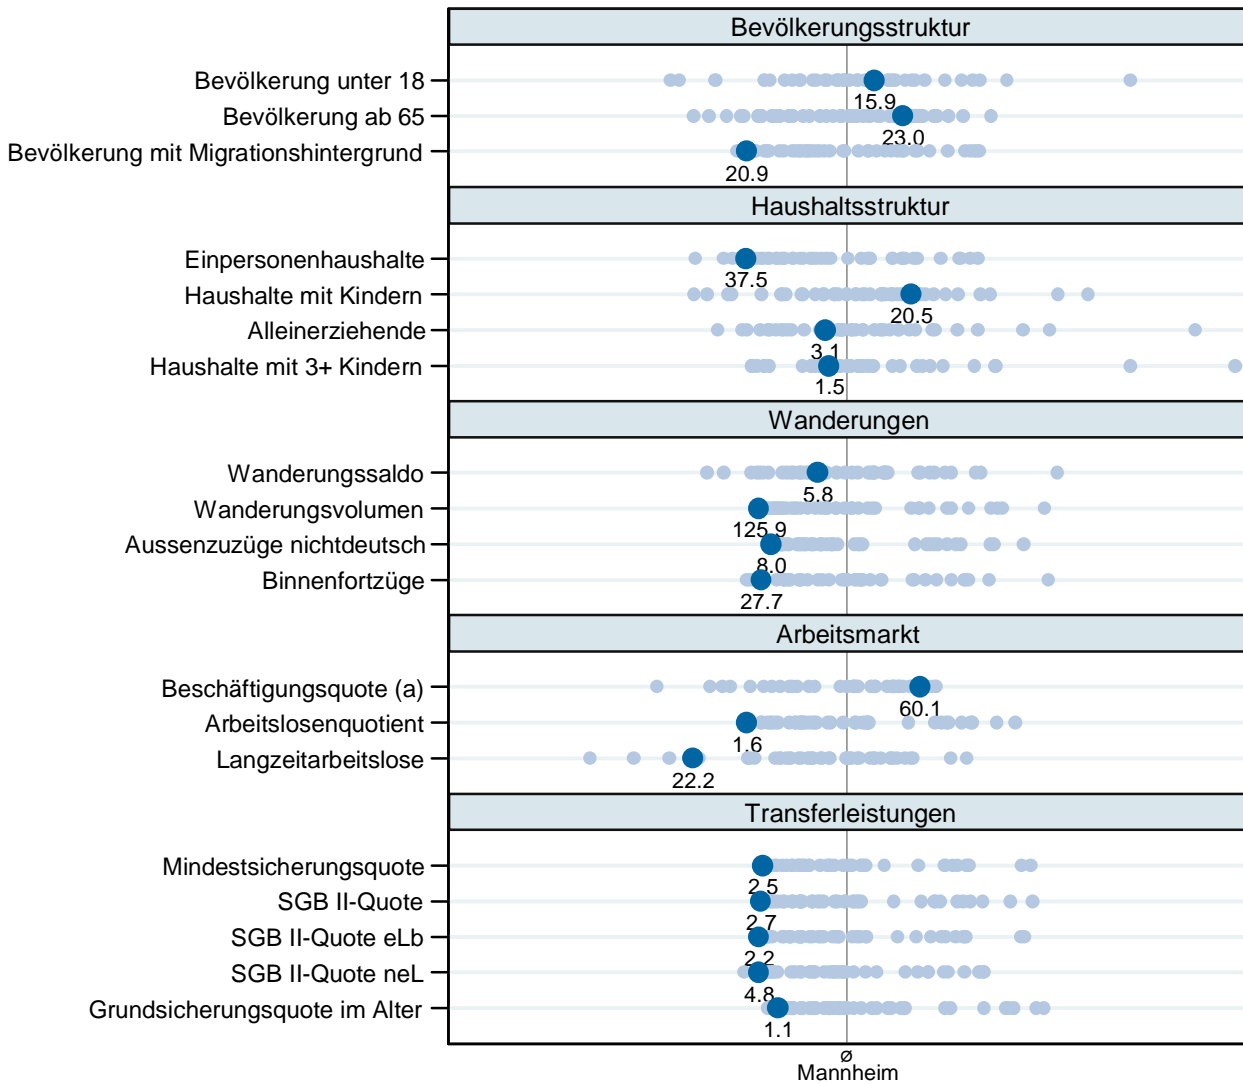 Bevölkerungsstruktur
Bevölkerung unter 18
15.9
Bevölkerung ab 65
23.0
Bevölkerung mit Migrationshintergrund
20.9
Haushaltsstruktur
Einpersonenhaushalte
37.5
Haushalte mit Kindern
20.5
Alleinerziehende
3.1
Haushalte mit 3+ Kindern
1.5
Wanderungen
Wanderungssaldo
5.8
Wanderungsvolumen
125.9
Aussenzuzüge nichtdeutsch
8.0
Binnenfortzüge
27.7
Arbeitsmarkt
Beschäftigungsquote (a)
60.1
Arbeitslosenquotient
1.6
Langzeitarbeitslose
22.2
Transferleistungen
Mindestsicherungsquote
2.5
SGB II-Quote
2.7
SGB II-Quote eLb
2.2
SGB II-Quote neL
4.8
Grundsicherungsquote im Alter
1.1
ø
Mannheim